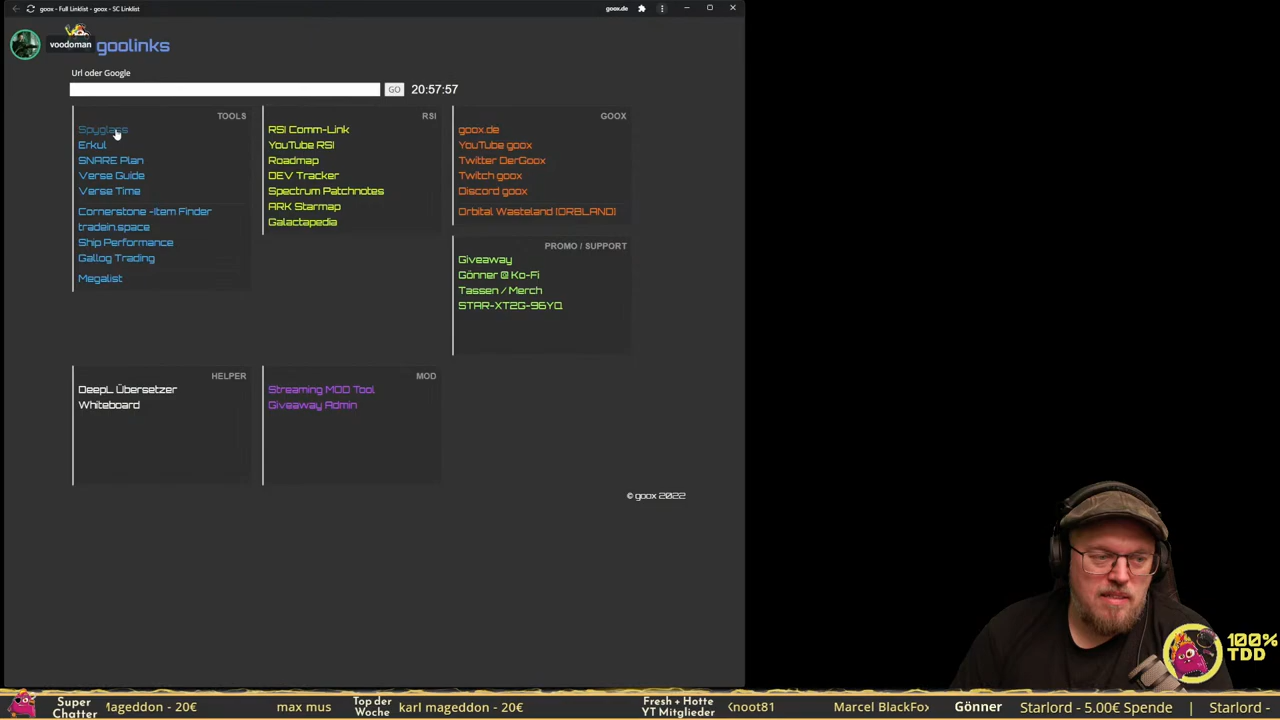 goox - Full Linklist - goox - SC Linklist
goox.de
voodoman
goolinks
Url oder Google
GO
20:57:57
TOOLS
Spyglass
Erkul
SNARE Plan
Verse Guide
Verse Time
Cornerstone -Item Finder
tradein.space
Ship Performance
Gallog Trading
Megalist
RSI
RSI Comm-Link
YouTube RSI
Roadmap
DEV Tracker
Spectrum Patchnotes
ARK Starmap
Galactapedia
GOOX
goox.de
YouTube goox
Twitter DerGoox
Twitch goox
Discord goox
Orbital Wasteland [ORBLAND]
PROMO / SUPPORT
Giveaway
Gönner @ Ko-Fi
Tassen / Merch
STAR-XT2G-96YQ
HELPER
DeepL Übersetzer
Whiteboard
MOD
Streaming MOD Tool
Giveaway Admin
© goox 2022
100%
TDD
Super
Chatter
mageddon - 20€
max mus
Top der
Woche
karl mageddon - 20€
Fresh + Hotte
YT Mitglieder
Knoot81
Marcel BlackFox
Gönner
Starlord - 5.00€ Spende | Starlord -